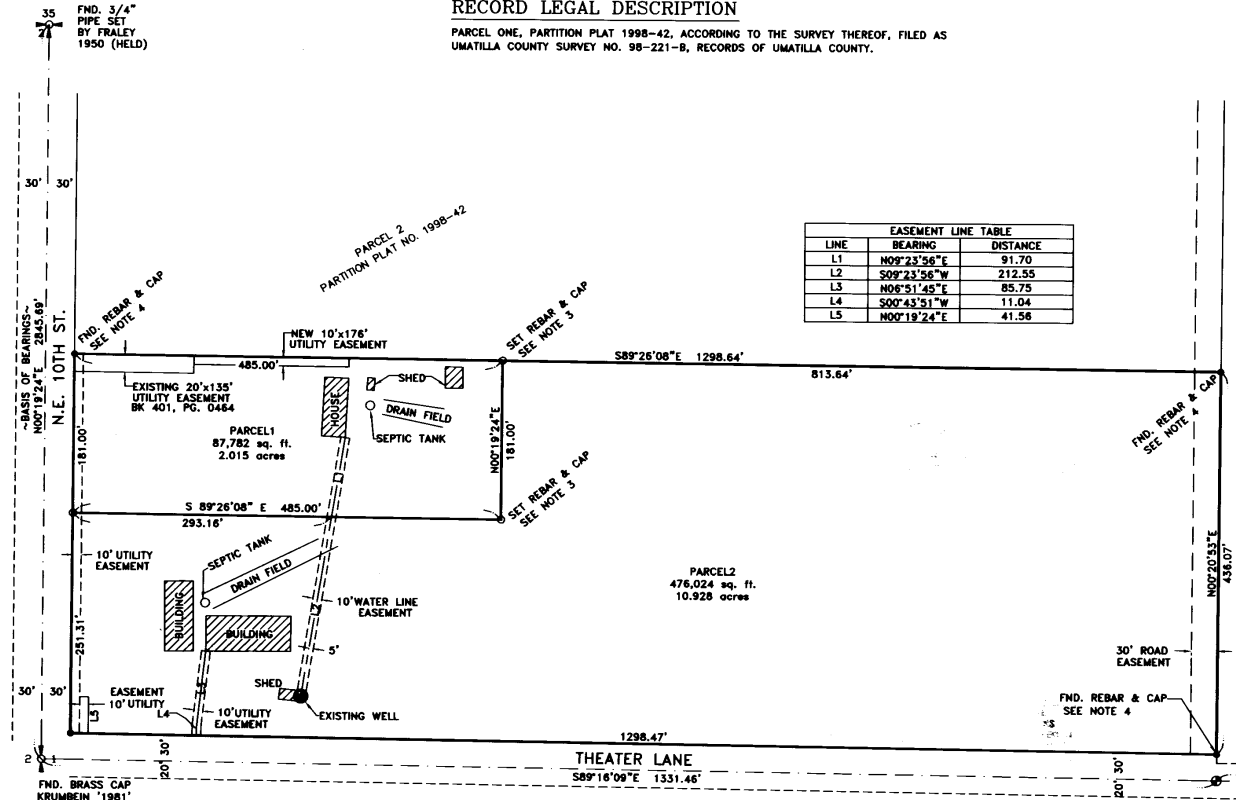 RECORD LEGAL DESCRIPTION
PARCEL ONE, PARTITION PLAT 1998-42, ACCORDING TO THE SURVEY THEREOF, FILED AS
UMATILLA COUNTY SURVEY NO. 98-221-B, RECORDS OF UMATILLA COUNTY.
35
2
FND. 3/4"
PIPE SET
BY FRALEY
1950 (HELD)
30'
30'
PARCEL 2
PARTITION PLAT NO. 1998-42
EASEMENT LINE TABLE
LINE BEARING DISTANCE
L1 N09°23'56"E 91.70
L2 S09°23'56"W 212.55
L3 N06°51'45"E 85.75
L4 S00°43'51"W 11.04
L5 N00°19'24"E 41.56
~BASIS OF BEARINGS~
N00°19'24"E 2845.69'
N.E. 10TH ST.
FND. REBAR & CAP
SEE NOTE 4
NEW 10'x176'
UTILITY EASEMENT
485.00'
SET REBAR & CAP
SEE NOTE 3
S89°26'08"E 1298.64'
813.64'
EXISTING 20'x135'
UTILITY EASEMENT
BK 401, PG. 0464
HOUSE
SHED
DRAIN FIELD
SEPTIC TANK
PARCEL1
87,782 sq. ft.
2.015 acres
181.00'
N00°19'24"E
181.00'
FND. REBAR & CAP
SEE NOTE 4
SET REBAR & CAP
SEE NOTE 3
S 89°26'08" E 485.00'
293.16'
10' UTILITY
EASEMENT
SEPTIC TANK
DRAIN FIELD
L2
10'WATER LINE
EASEMENT
PARCEL2
476,024 sq. ft.
10.928 acres
N00°20'53"E
436.07'
BUILDING
BUILDING
5'
251.31'
30' ROAD
EASEMENT
30'
30'
EASEMENT
10'UTILITY
L5
L4
10'UTILITY
EASEMENT
SHED
EXISTING WELL
FND. REBAR & CAP
SEE NOTE 4
1298.47'
THEATER LANE
S89°16'09"E 1331.46'
20'
30'
20'
30'
2
1
FND. BRASS CAP
KRUMBEIN '1981'